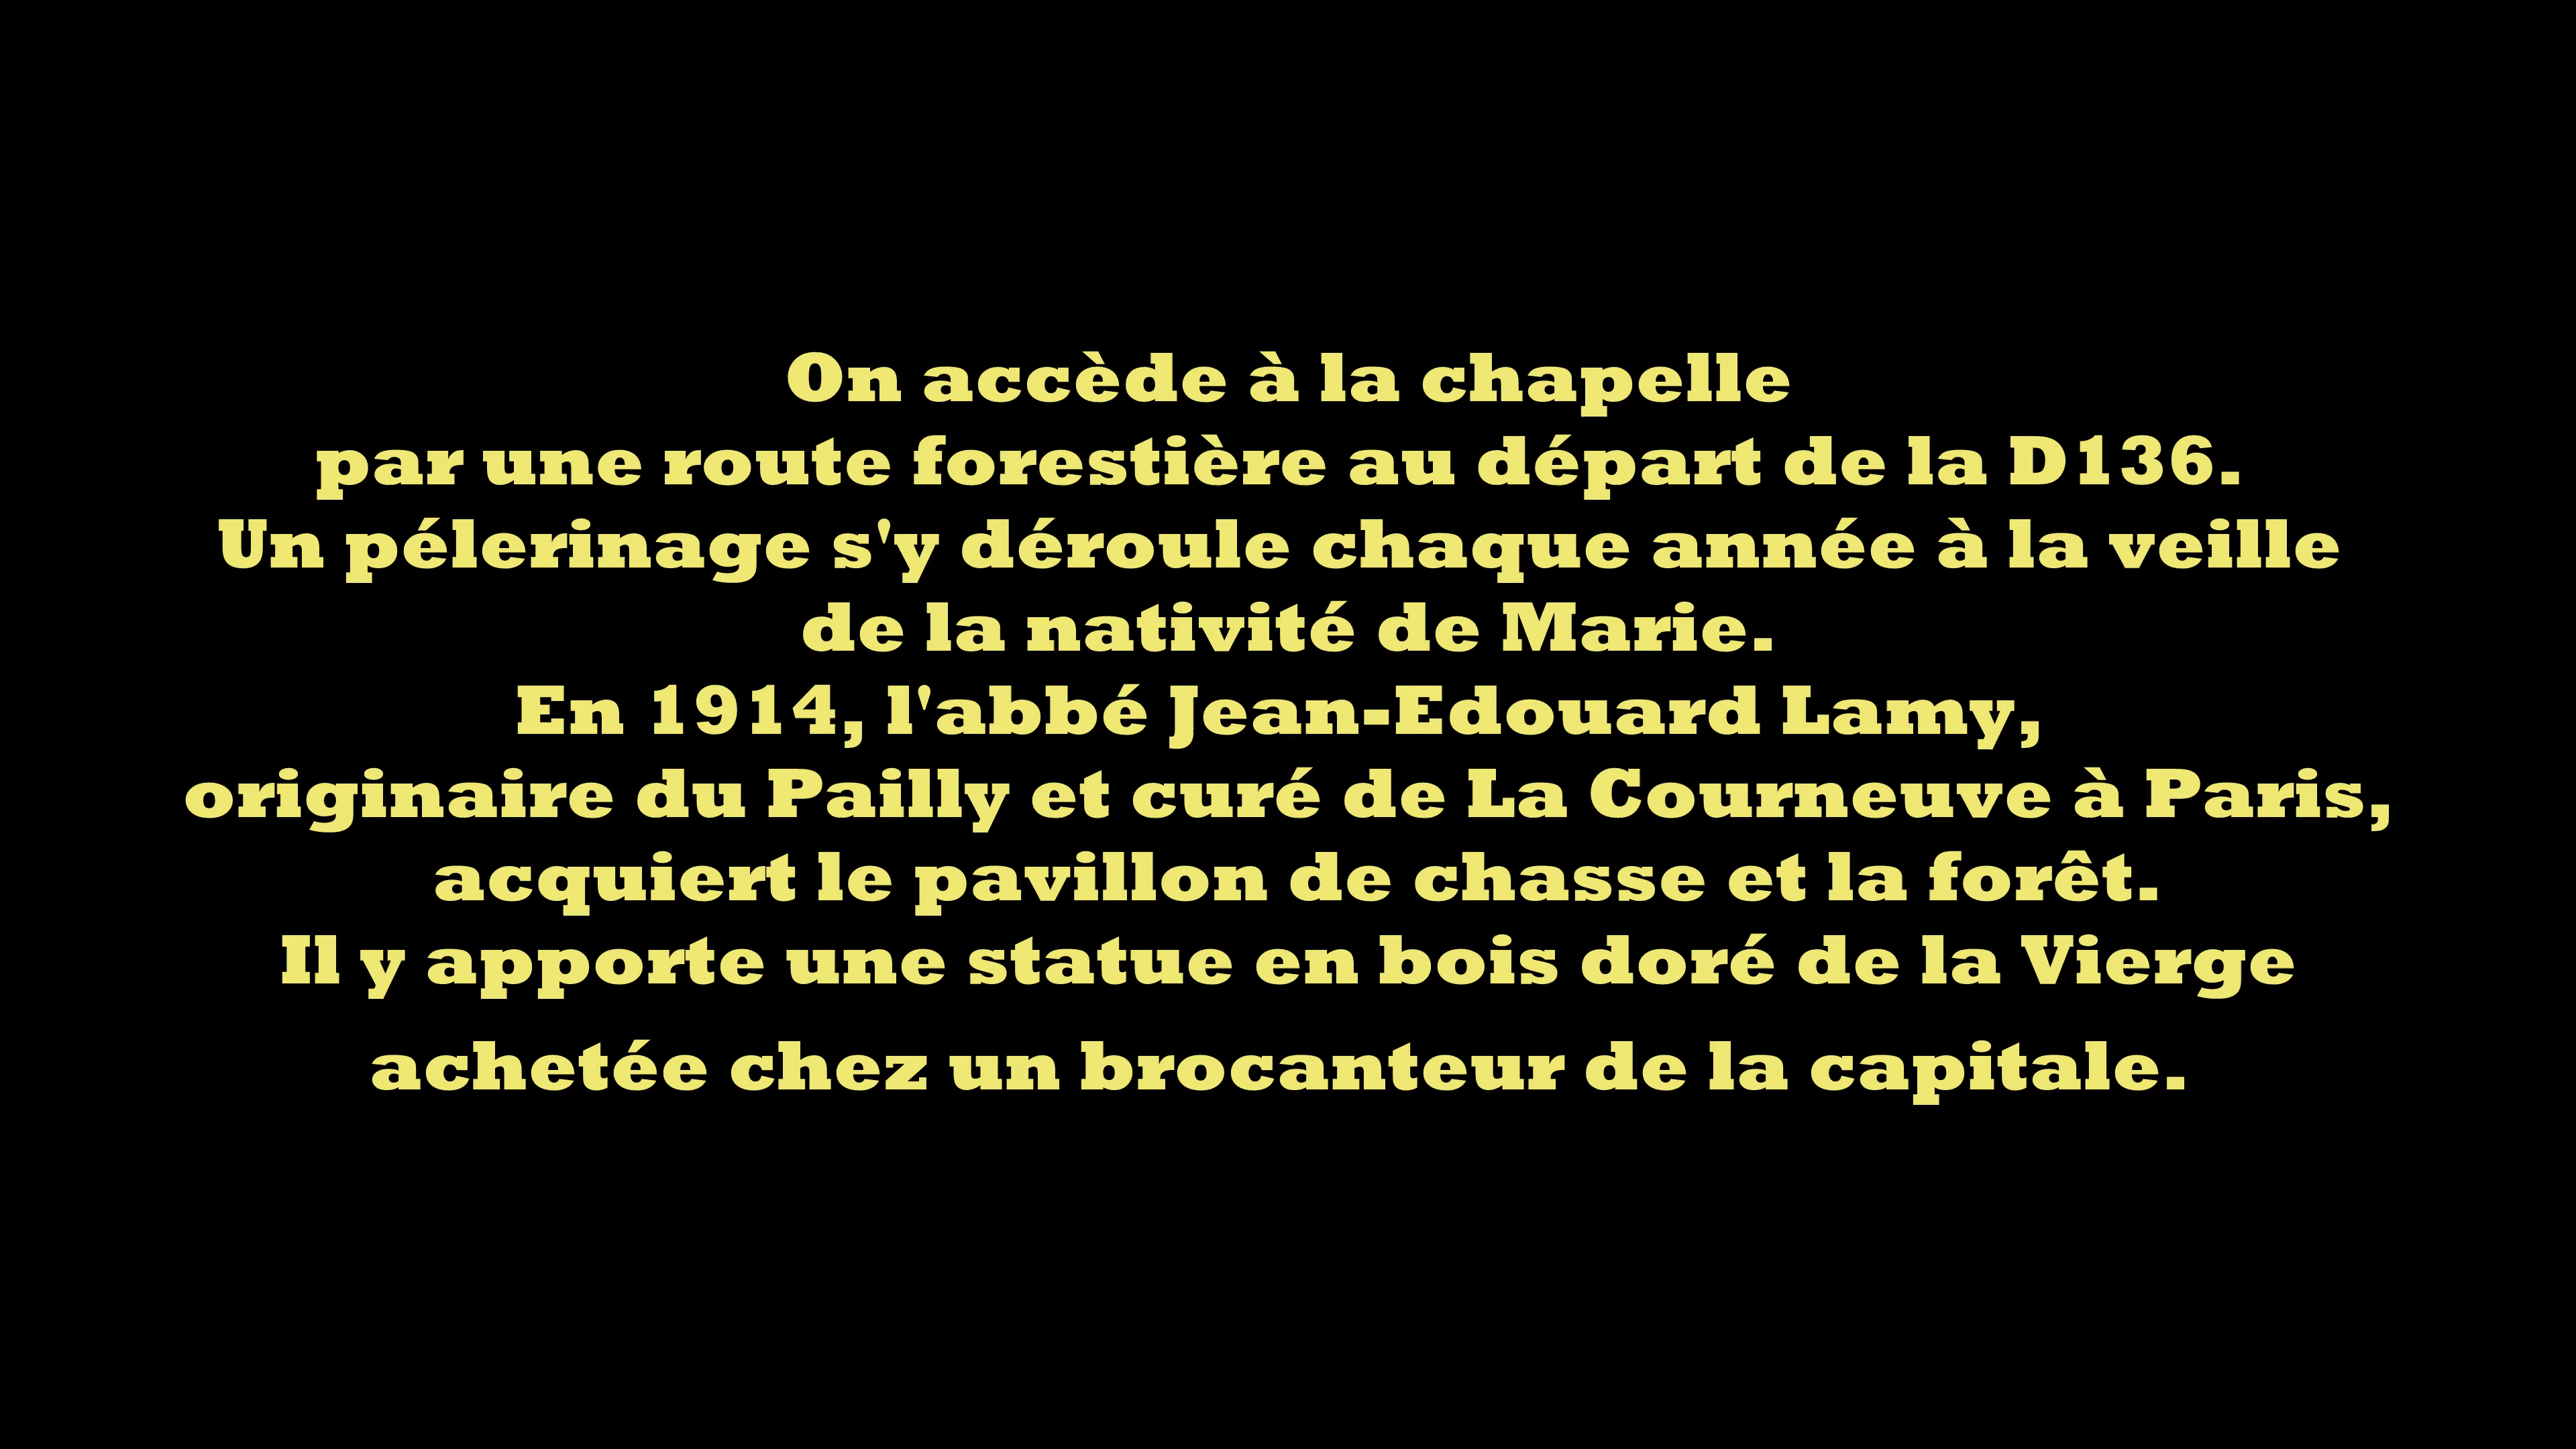 On accède à la chapelle
par une route forestière au départ de la D136.
Un pélerinage s'y déroule chaque année à la veille
de la nativité de Marie.
En 1914, l'abbé Jean-Edouard Lamy,
originaire du Pailly et curé de La Courneuve à Paris,
acquiert le pavillon de chasse et la forêt.
Il y apporte une statue en bois doré de la Vierge
achetée chez un brocanteur de la capitale.